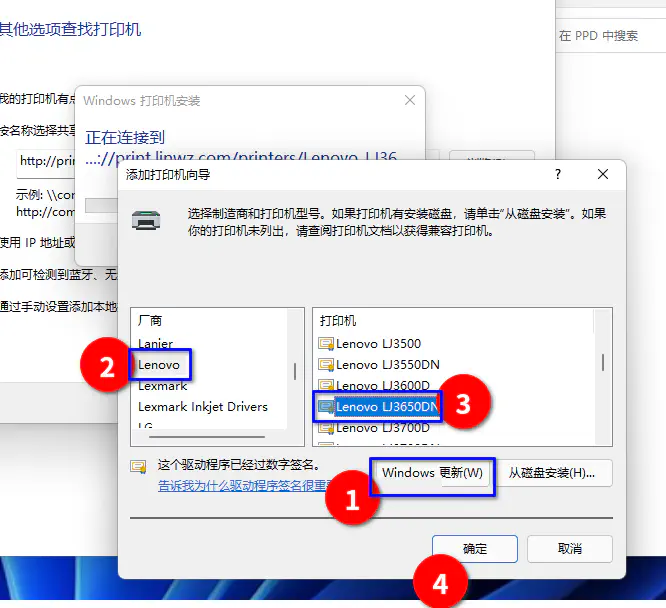 其他选项查找打印机
在 PPD 中搜索
我的打印机有点
Windows 打印机安装
按名称选择共享
正在连接到
...://print.linwz.com/printers/Lenovo_LJ36
http://prin
示例: \\con
http://com
使用 IP 地址或
添加可检测到蓝牙、无
通过手动设置添加本地
添加打印机向导
?
选择制造商和打印机型号。如果打印机有安装磁盘，请单击“从磁盘安装”。如果
你的打印机未列出，请查阅打印机文档以获得兼容打印机。
厂商
Lanier
Lenovo
Lexmark
Lexmark Inkjet Drivers
LG
打印机
Lenovo LJ3500
Lenovo LJ3550DN
Lenovo LJ3600D
Lenovo LJ3650DN
Lenovo LJ3700D
2
3
这个驱动程序已经过数字签名。
告诉我为什么驱动程序签名很重要
Windows 更新(W)
从磁盘安装(H)...
1
确定
取消
4